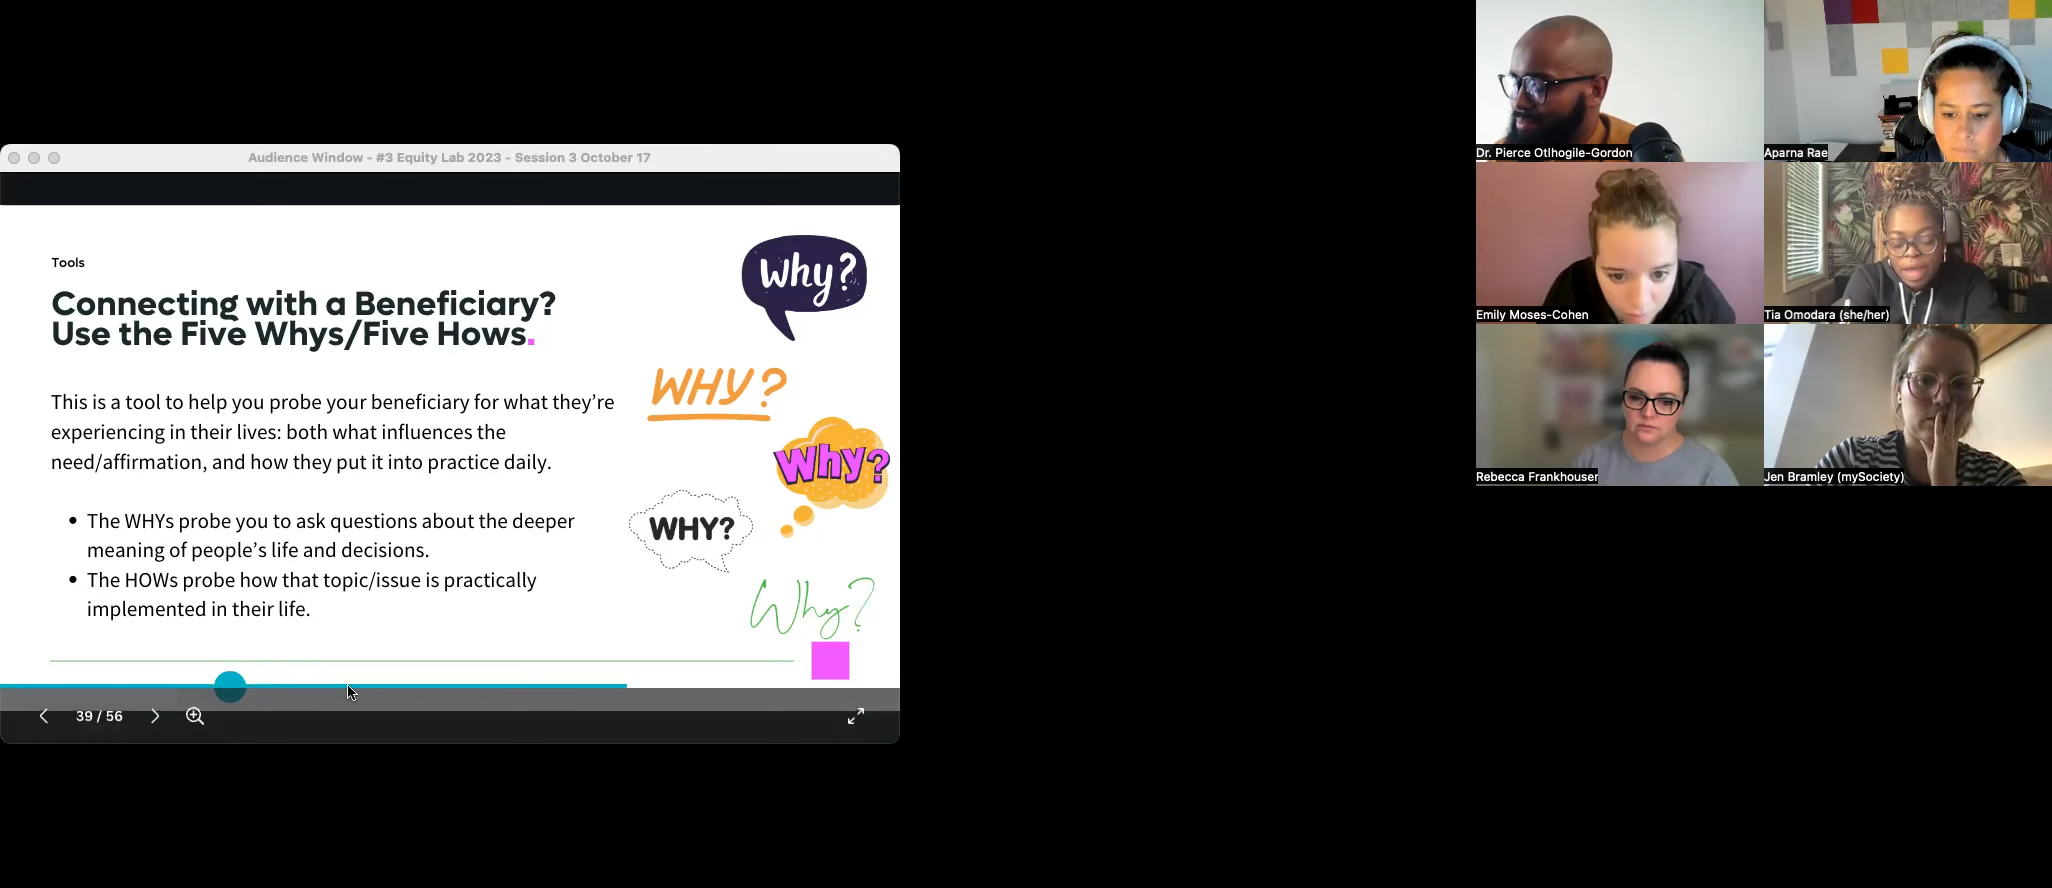 Audience Window - #3 Equity Lab 2023 - Session 3 October 17
Tools
Connecting with a Beneficiary?
Use the Five Whys/Five Hows.
This is a tool to help you probe your beneficiary for what they’re
experiencing in their lives: both what influences the
need/affirmation, and how they put it into practice daily.
• The WHYs probe you to ask questions about the deeper
meaning of people’s life and decisions.
• The HOWs probe how that topic/issue is practically
implemented in their life.
Why?
WHY?
Why?
WHY?
Why?
39 / 56
Dr. Pierce Otlhogile-Gordon
Aparna Rae
Emily Moses-Cohen
Tia Omodara (she/her)
Rebecca Frankhouser
Jen Bramley (mySociety)